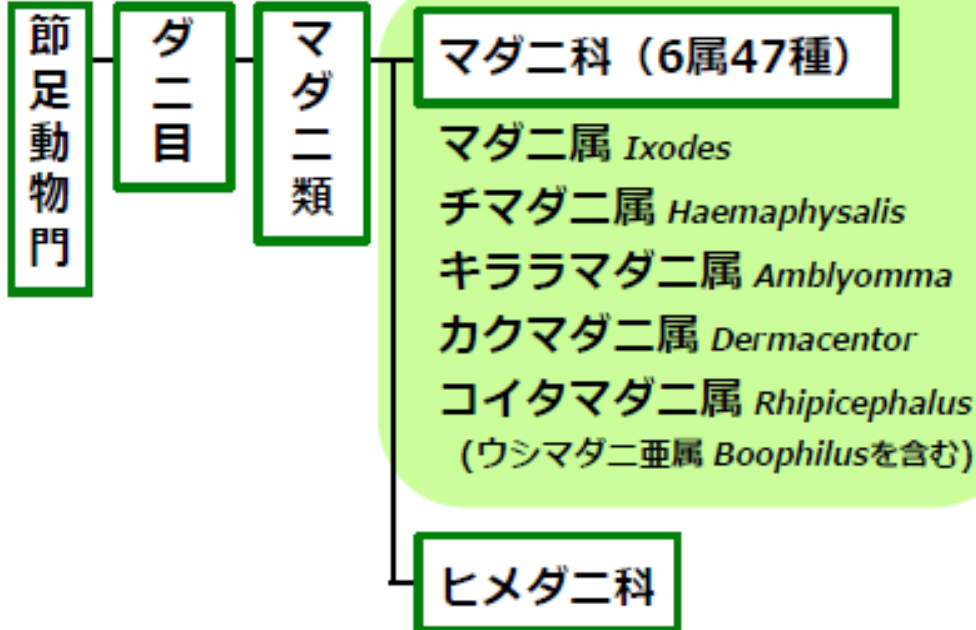 節足動物門
ダニ目
マダニ類
マダニ科（6属47種）
マダニ属 Ixodes
チマダニ属 Haemaphysalis
キララマダニ属 Amblyomma
カクマダニ属 Dermacentor
コイタマダニ属 Rhipicephalus
(ウシマダニ亜属 Boophilusを含む)
ヒメダニ科